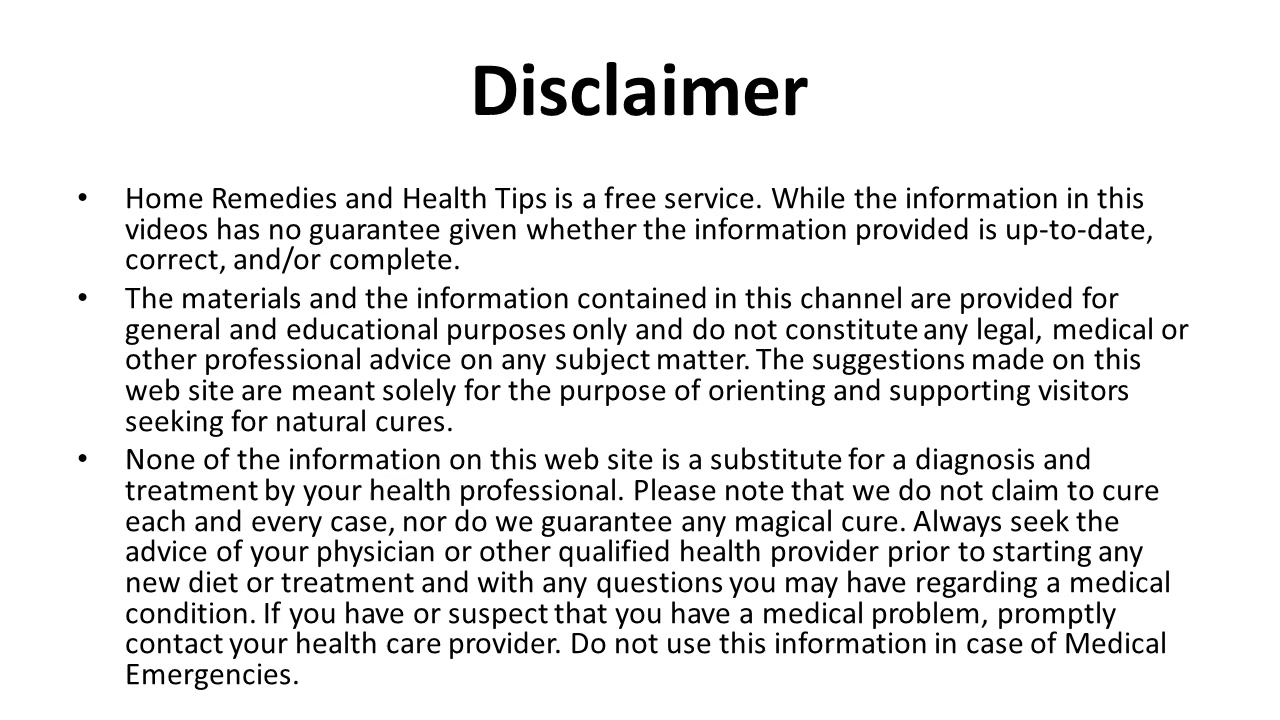 Disclaimer
• Home Remedies and Health Tips is a free service. While the information in this
videos has no guarantee given whether the information provided is up-to-date,
correct, and/or complete.
• The materials and the information contained in this channel are provided for
general and educational purposes only and do not constitute any legal, medical or
other professional advice on any subject matter. The suggestions made on this
web site are meant solely for the purpose of orienting and supporting visitors
seeking for natural cures.
• None of the information on this web site is a substitute for a diagnosis and
treatment by your health professional. Please note that we do not claim to cure
each and every case, nor do we guarantee any magical cure. Always seek the
advice of your physician or other qualified health provider prior to starting any
new diet or treatment and with any questions you may have regarding a medical
condition. If you have or suspect that you have a medical problem, promptly
contact your health care provider. Do not use this information in case of Medical
Emergencies.